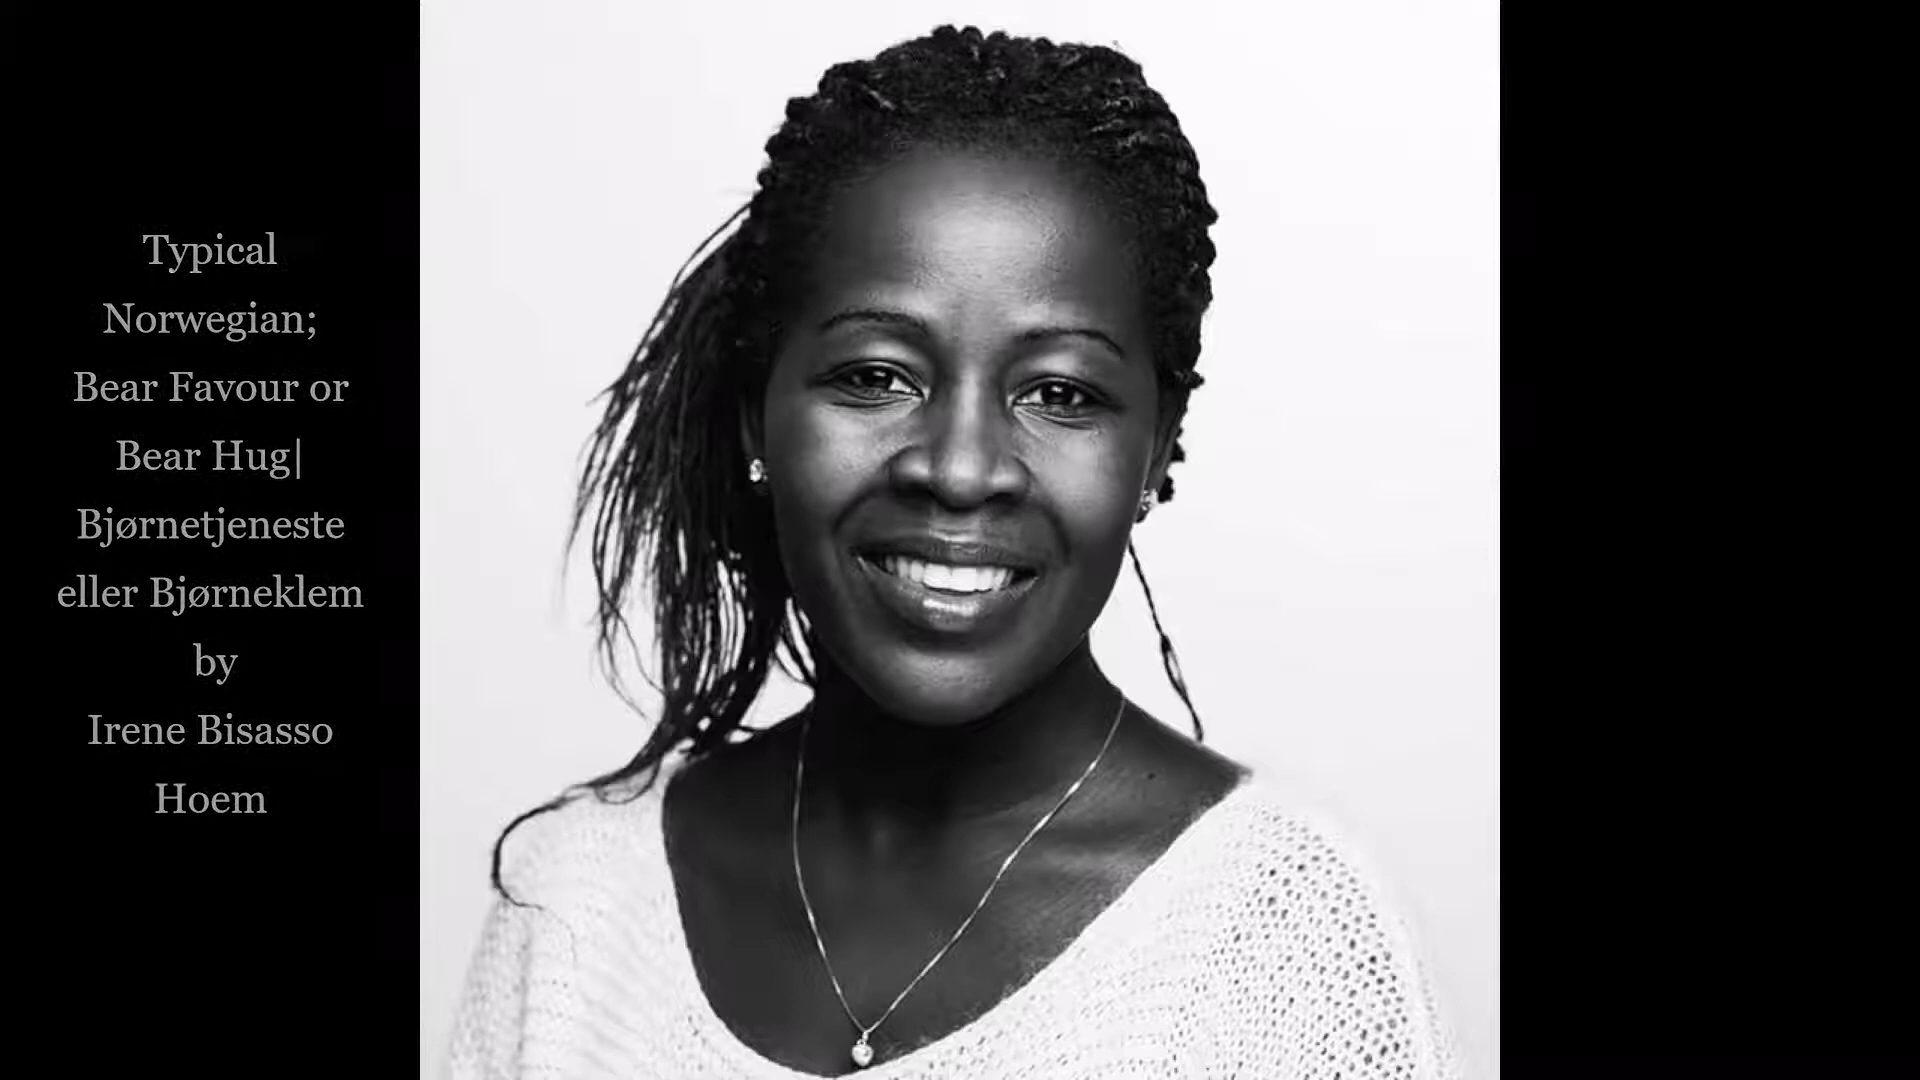 Typical
Norwegian;
Bear Favour or
Bear Hug|
Bjørnetjeneste
eller Bjørneklem
by
Irene Bisasso
Hoem